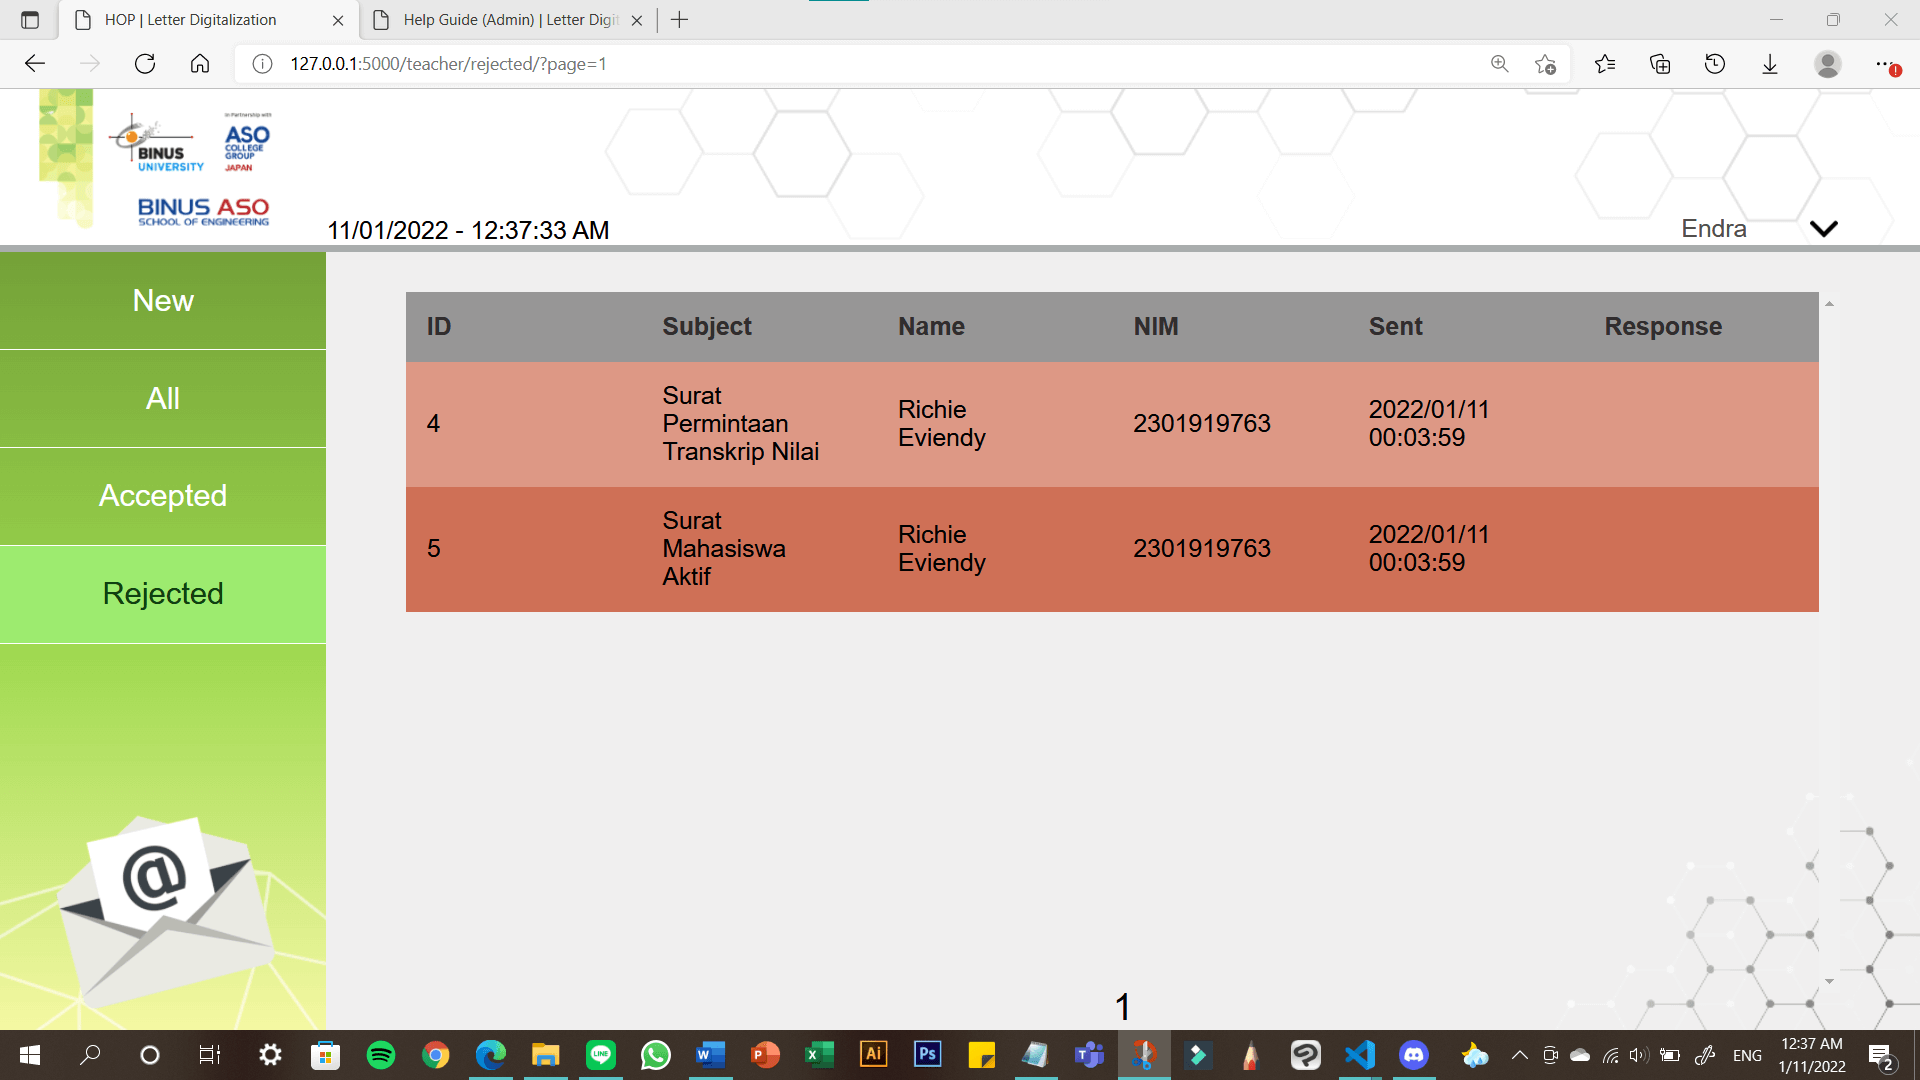 HOP | Letter Digitalization
Help Guide (Admin) | Letter Digit
127.0.0.1:5000/teacher/rejected/?page=1
In Partnership with
BINUS
UNIVERSITY
ASO
COLLEGE
GROUP
JAPAN
BINUS ASO
SCHOOL OF ENGINEERING
11/01/2022 - 12:37:33 AM
Endra
New
All
Accepted
Rejected
ID Subject Name NIM Sent Response
4 Surat Permintaan Transkrip Nilai Richie Eviendy 2301919763 2022/01/11 00:03:59
5 Surat Mahasiswa Aktif Richie Eviendy 2301919763 2022/01/11 00:03:59
@
1
LINE
W
P
X
Ai
Ps
ENG
12:37 AM
1/11/2022
2